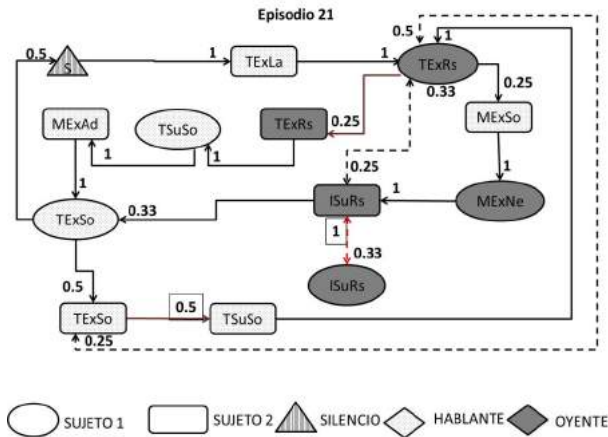 Episodio 21
0.5
0.5
1
1
1
S
TExLa
TExRs
0.33
0.25
MExAd
TSuSo
TExRs
0.25
MExSo
1
1
0.25
1
1
TExSo
0.33
ISuRs
1
MExNe
1
0.33
0.5
ISuRs
TExSo
0.5
TSuSo
0.25
SUJETO 1
SUJETO 2
SILENCIO
HABLANTE
OYENTE